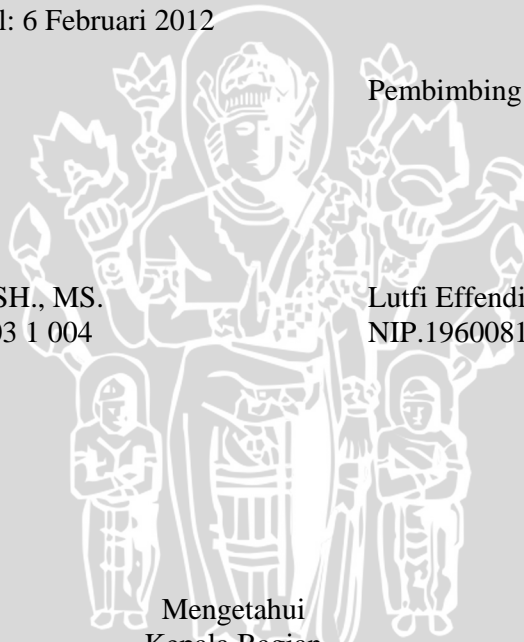 l: 6 Februari 2012
Pembimbing
SH., MS.
Lutfi Effendi
03 1 004
NIP.1960081
Mengetahui
Kepala Bagian